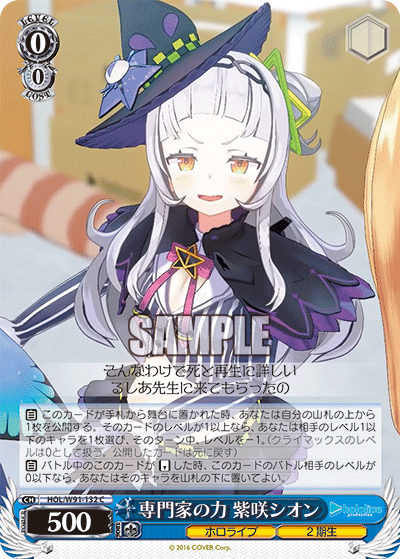 LEVEL
0
0
COST
SAMPLE
そんなわけで死と再生に詳しい
るしあ先生に来てもらったの
自 このカードが手札から舞台に置かれた時、あなたは自分の山札の上から
1枚を公開する。そのカードのレベルが1以上なら、あなたは相手のレベル1以
下のキャラを1枚選び、そのターン中、レベルを－1。（クライマックスのレベル
は0として扱う。公開したカードは元に戻す）
自 バトル中のこのカードが【リバース】した時、このカードのバトル相手のレベルが
0以下なら、あなたはそのキャラを山札の下に置いてよい。
CH HOL/W91-132 C
500
専門家の力 紫咲シオン
hololive production
ホロライブ
2期生
© 2016 COVER Corp.